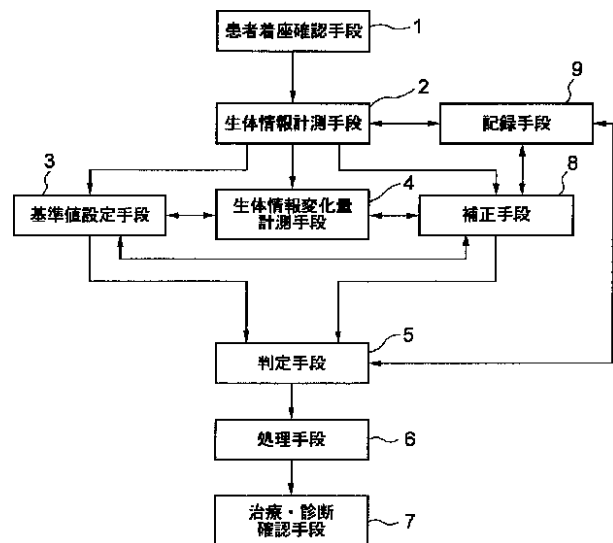 患者着座確認手段
1
生体情報計測手段
2
記録手段
9
基準値設定手段
3
生体情報変化量
計測手段
4
補正手段
8
判定手段
5
処理手段
6
治療・診断
確認手段
7